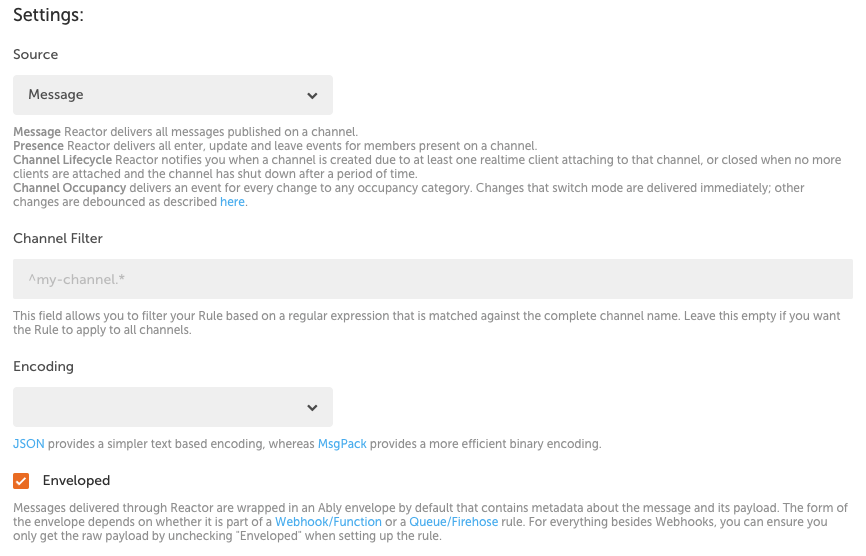 Settings:
Source
Message
Message Reactor delivers all messages published on a channel.
Presence Reactor delivers all enter, update and leave events for members present on a channel.
Channel Lifecycle Reactor notifies you when a channel is created due to at least one realtime client attaching to that channel, or closed when no more
clients are attached and the channel has shut down after a period of time.
Channel Occupancy delivers an event for every change to any occupancy category. Changes that switch mode are delivered immediately; other
changes are debounced as described here.
Channel Filter
^my-channel.*
This field allows you to filter your Rule based on a regular expression that is matched against the complete channel name. Leave this empty if you want
the Rule to apply to all channels.
Encoding
JSON provides a simpler text based encoding, whereas MsgPack provides a more efficient binary encoding.
Enveloped
Messages delivered through Reactor are wrapped in an Ably envelope by default that contains metadata about the message and its payload. The form of
the envelope depends on whether it is part of a Webhook/Function or a Queue/Firehose rule. For everything besides Webhooks, you can ensure you
only get the raw payload by unchecking "Enveloped" when setting up the rule.